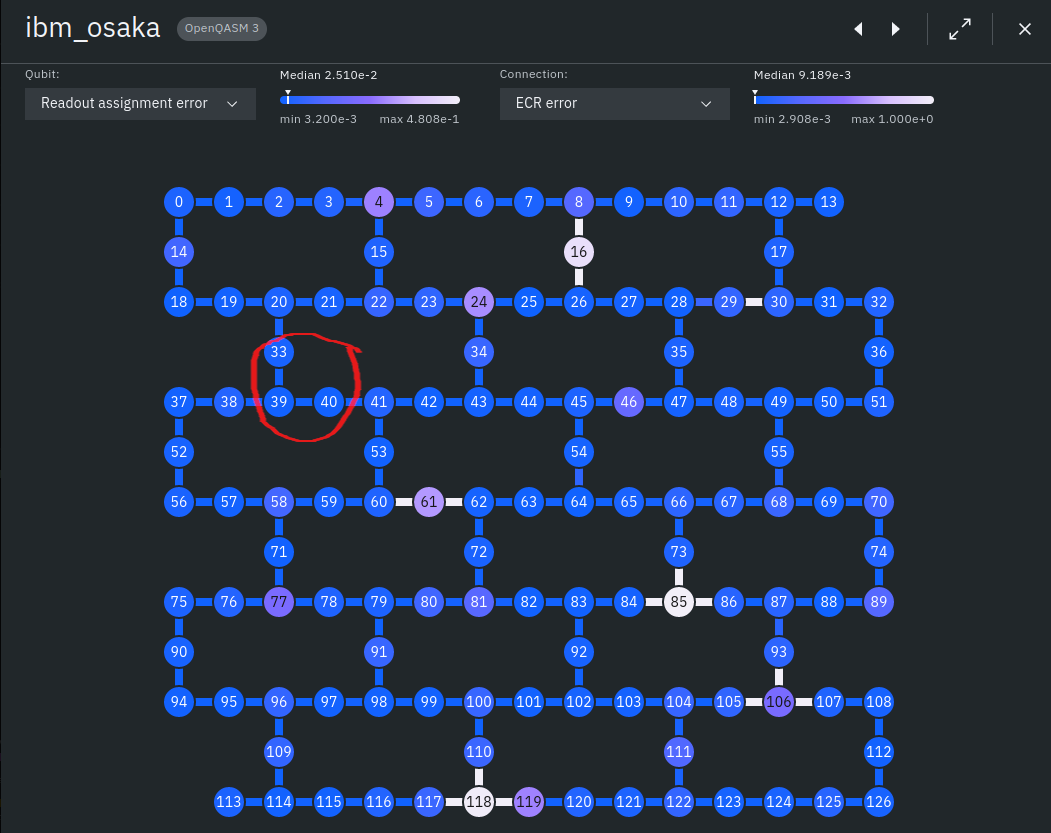 ibm_osaka OpenQASM 3
Qubit: Median 2.510e-2 Connection: Median 9.189e-3
Readout assignment error ECR error
min 3.200e-3 max 4.808e-1 min 2.908e-3 max 1.000e+0
0 1 2 3 4 5 6 7 8 9 10 11 12 13
14 15 16 17
18 19 20 21 22 23 24 25 26 27 28 29 30 31 32
33 34 35 36
37 38 39 40 41 42 43 44 45 46 47 48 49 50 51
52 53 54 55
56 57 58 59 60 61 62 63 64 65 66 67 68 69 70
71 72 73 74
75 76 77 78 79 80 81 82 83 84 85 86 87 88 89
90 91 92 93
94 95 96 97 98 99 100 101 102 103 104 105 106 107 108
109 110 111 112
113 114 115 116 117 118 119 120 121 122 123 124 125 126